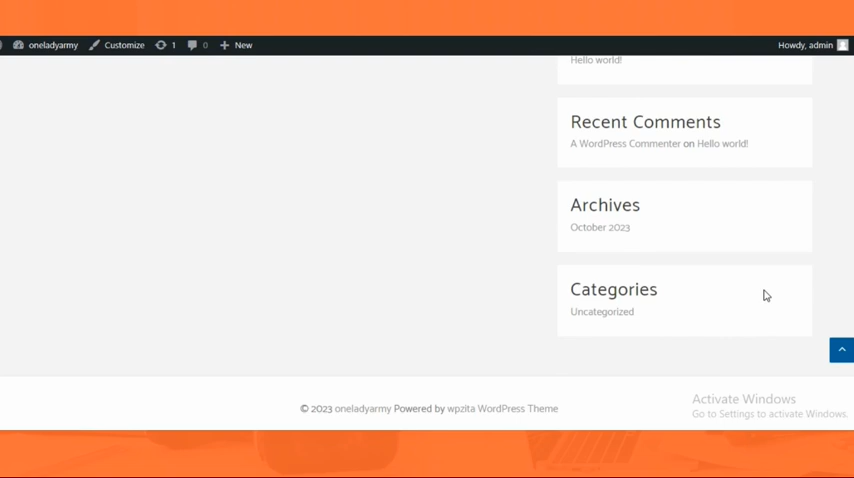 oneladyarmy Customize 1 0 New Howdy, admin
Hello world!
Recent Comments
A WordPress Commenter on Hello world!
Archives
October 2023
Categories
Uncategorized
© 2023 oneladyarmy Powered by wpzita WordPress Theme
Activate Windows
Go to Settings to activate Windows.